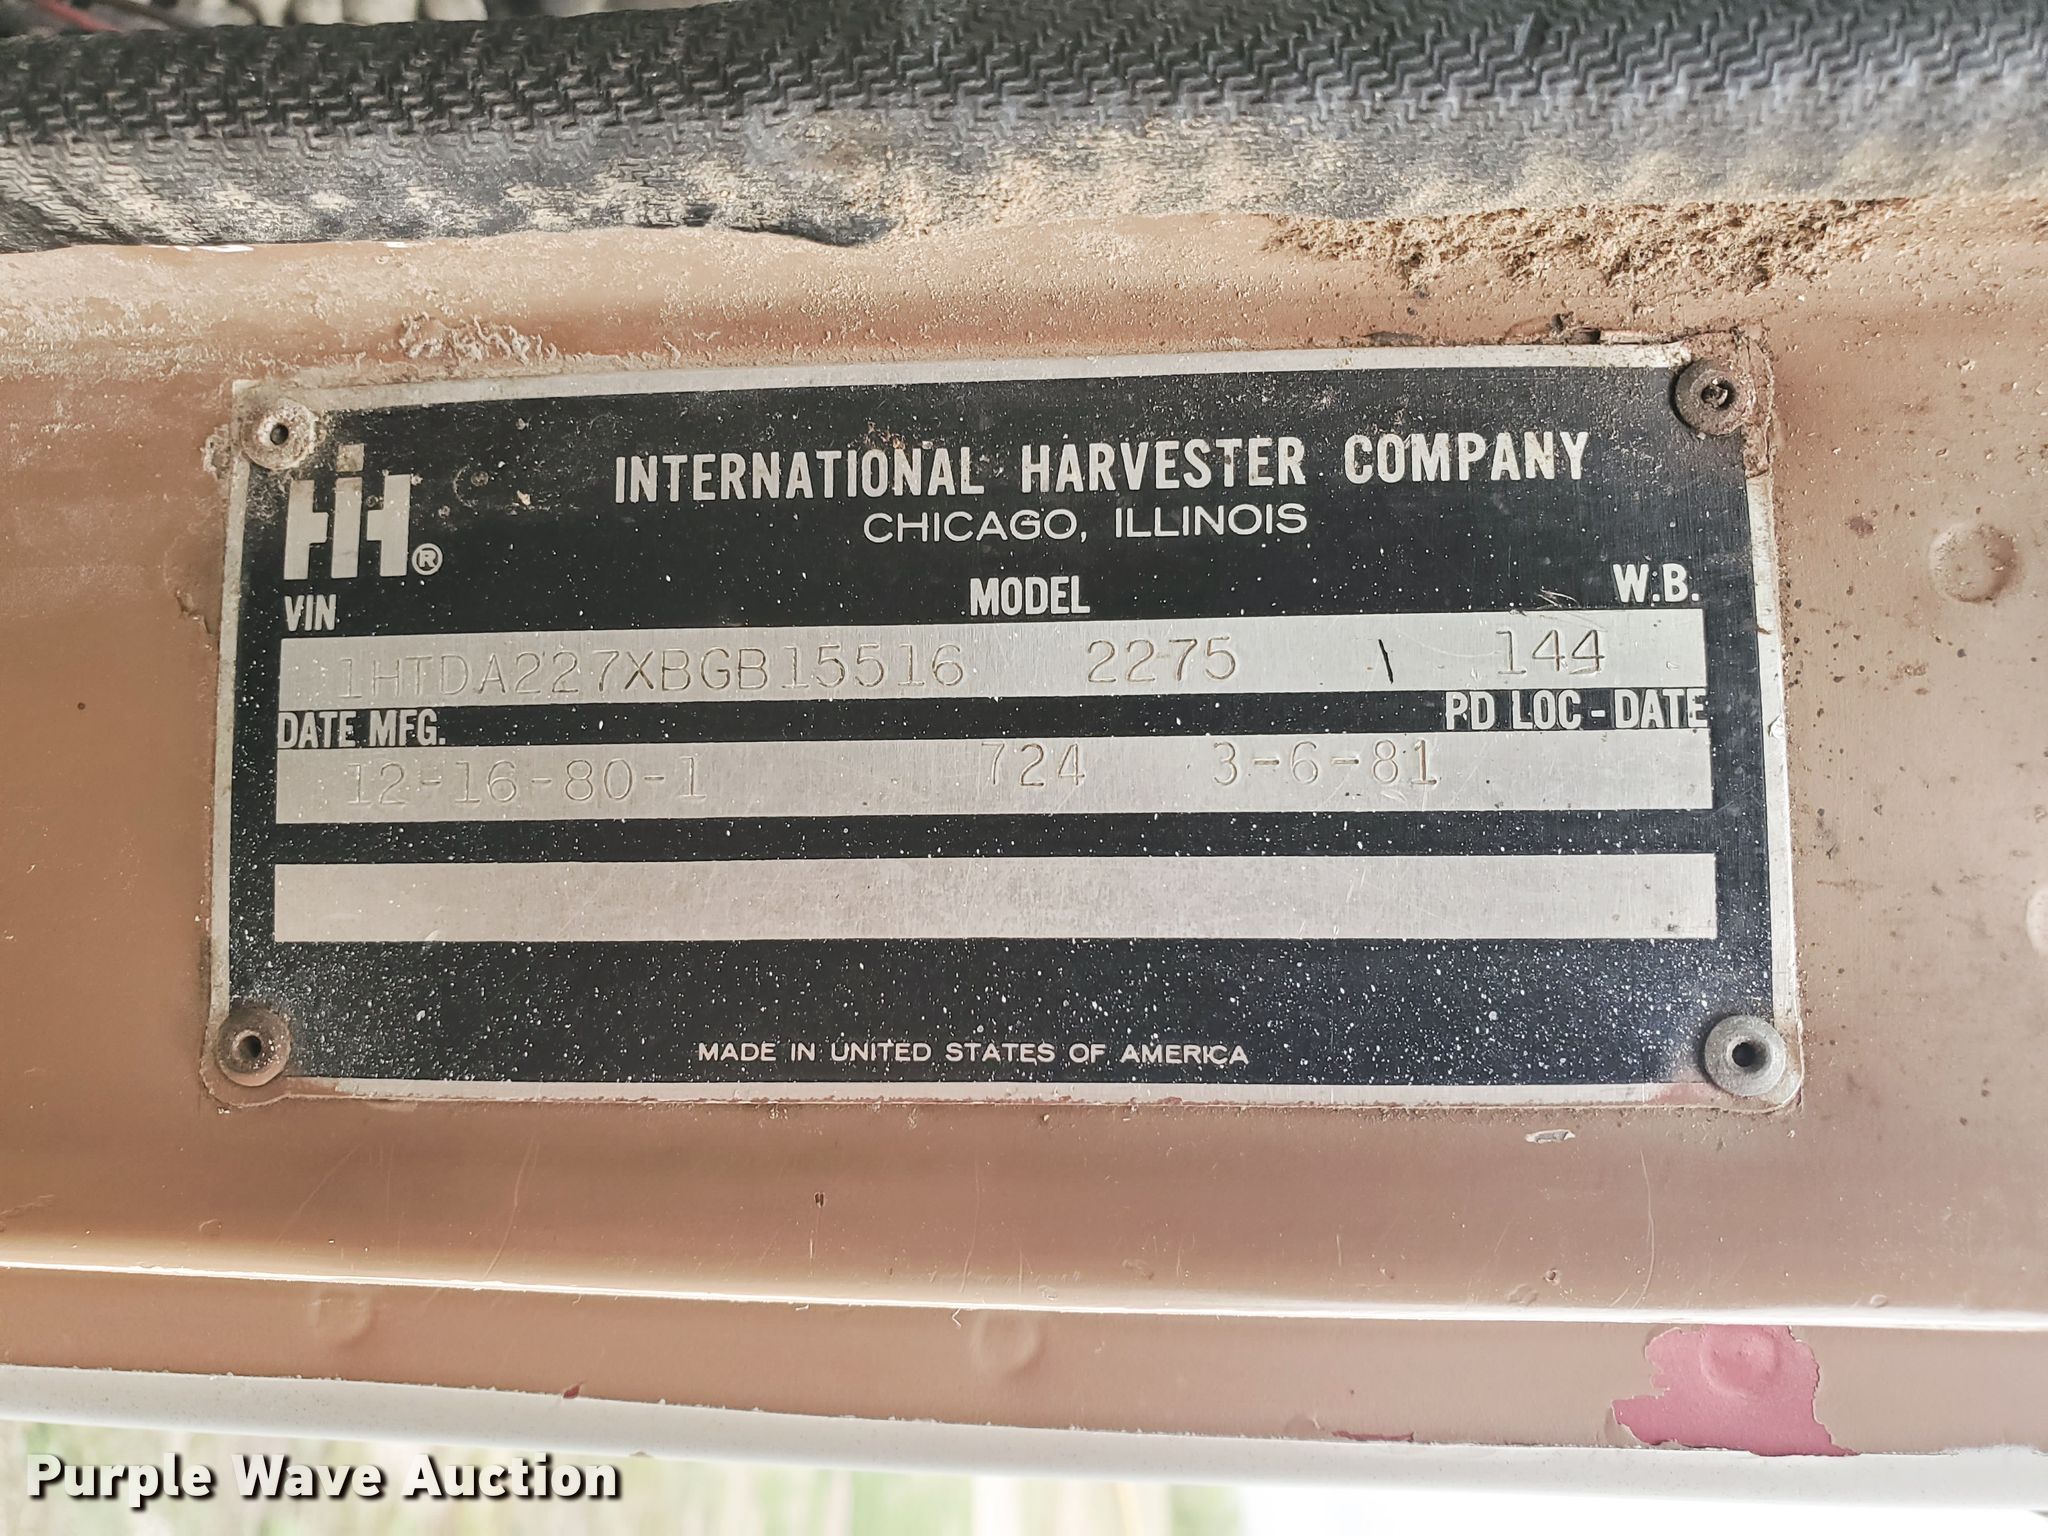 IH®
INTERNATIONAL HARVESTER COMPANY
CHICAGO, ILLINOIS
VIN MODEL W.B.
1HTDA227XBGB15516 2275 \ 144
DATE MFG. PD LOC - DATE
12-16-80-1 724 3-6-81
MADE IN UNITED STATES OF AMERICA
Purple Wave Auction